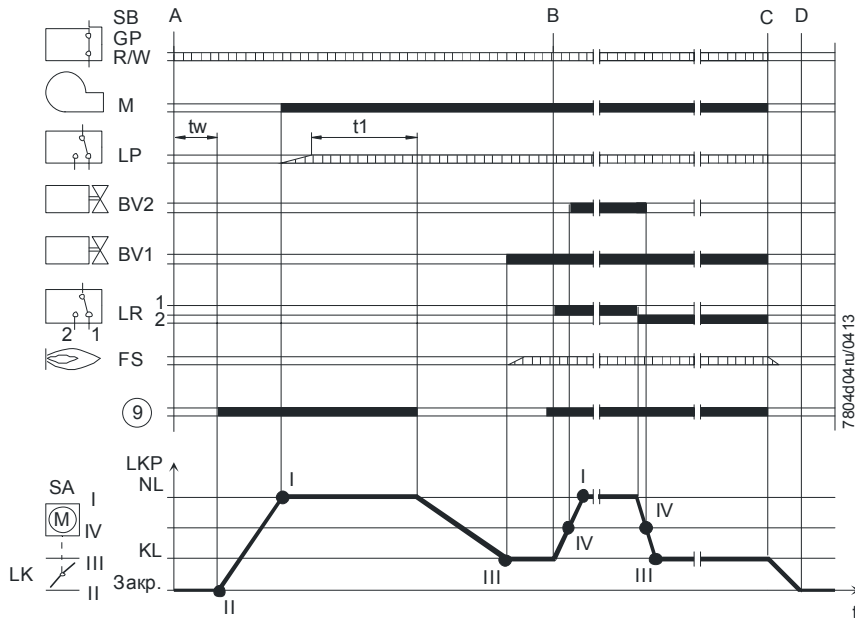 A B C D
SB
GP
R/W
M
tw t1
LP
BV2
BV1
LR 1
2
2 1
FS
9
7804d04ru/0413
LKP
NL
SA
I
M
IV
KL
III
LK
II
Закр.
I
II
III
I
IV
IV
III
t